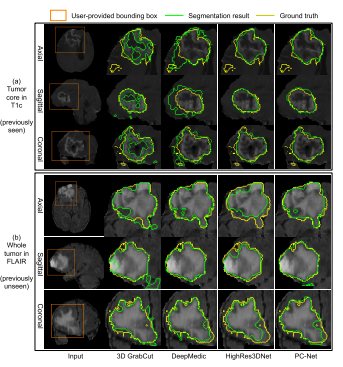 User-provided bounding box Segmentation result Ground truth
(a)
Tumor
core in
T1c
(previously
seen)
Axial
Sagittal
Coronal
(b)
Whole
tumor in
FLAIR
(previously
unseen)
Axial
Sagittal
Coronal
Input 3D GrabCut DeepMedic HighRes3DNet PC-Net